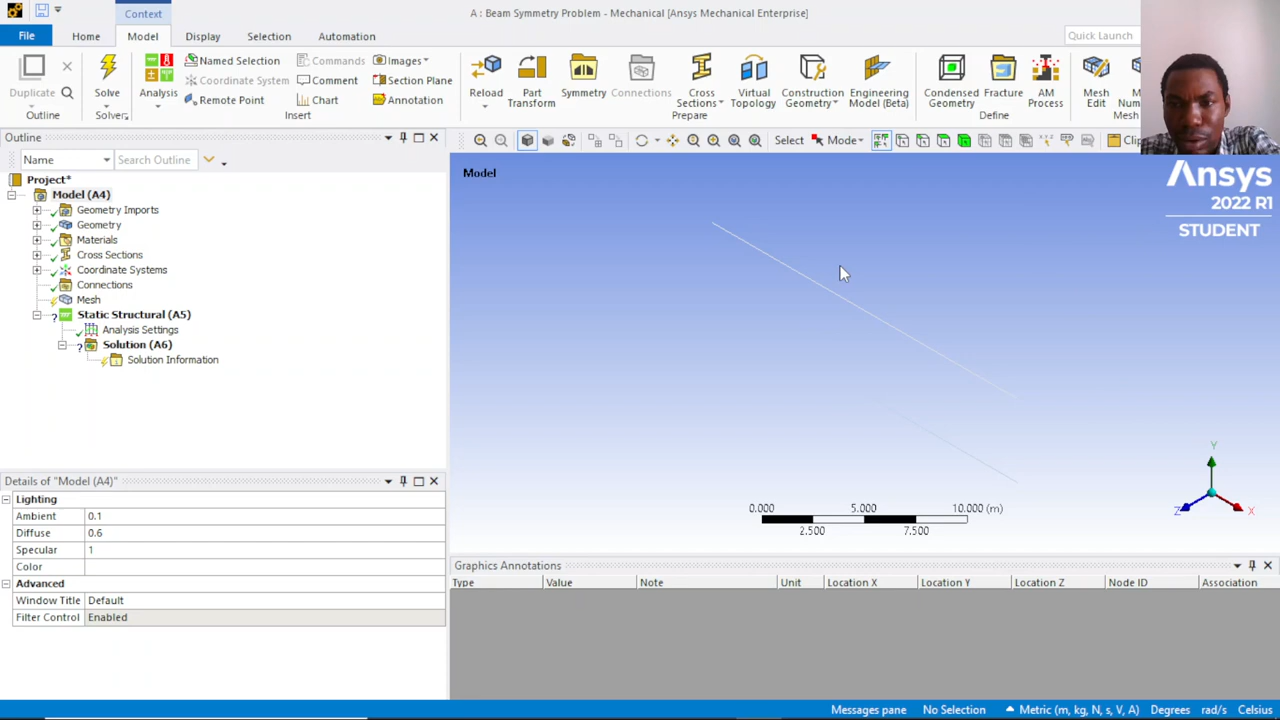 Context
A : Beam Symmetry Problem - Mechanical [Ansys Mechanical Enterprise]
File Home Model Display Selection Automation Quick Launch
Duplicate
Outline
Solve
Solver
Analysis
Named Selection
Coordinate System
Remote Point
Commands
Comment
Chart
Images
Section Plane
Annotation
Insert
Reload
Part Transform
Symmetry
Connections
Cross Sections
Virtual Topology
Construction Geometry
Engineering Model (Beta)
Prepare
Condensed Geometry
Fracture
AM Process
Define
Mesh Edit
Mesh
Outline
Name Search Outline
Project*
Model (A4)
Geometry Imports
Geometry
Materials
Cross Sections
Coordinate Systems
Connections
Mesh
Static Structural (A5)
Analysis Settings
Solution (A6)
Solution Information
Select Mode
Model
Ansys
2022 R1
STUDENT
0.000 5.000 10.000 (m)
2.500 7.500
Y
Z X
Details of "Model (A4)"
Lighting
Ambient 0.1
Diffuse 0.6
Specular 1
Color
Advanced
Window Title Default
Filter Control Enabled
Graphics Annotations
Type Value Note Unit Location X Location Y Location Z Node ID Association
Messages pane No Selection Metric (m, kg, N, s, V, A) Degrees rad/s Celsius